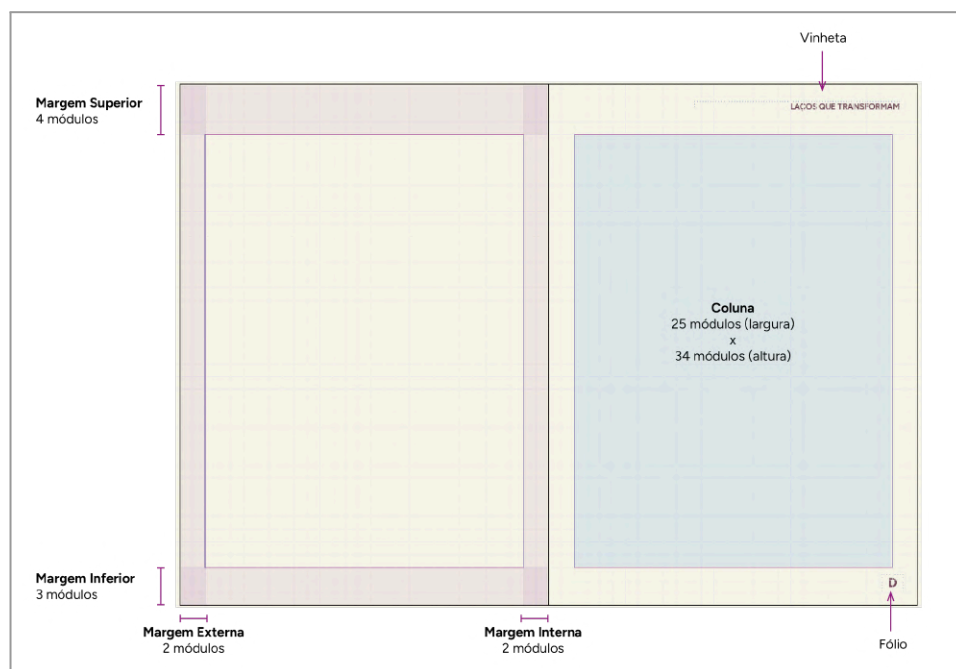 Vinheta
Margem Superior
4 módulos
LAÇOS QUE TRANSFORMAM
Coluna
25 módulos (largura)
x
34 módulos (altura)
Margem Inferior
3 módulos
D
Margem Externa
2 módulos
Margem Interna
2 módulos
Fólio